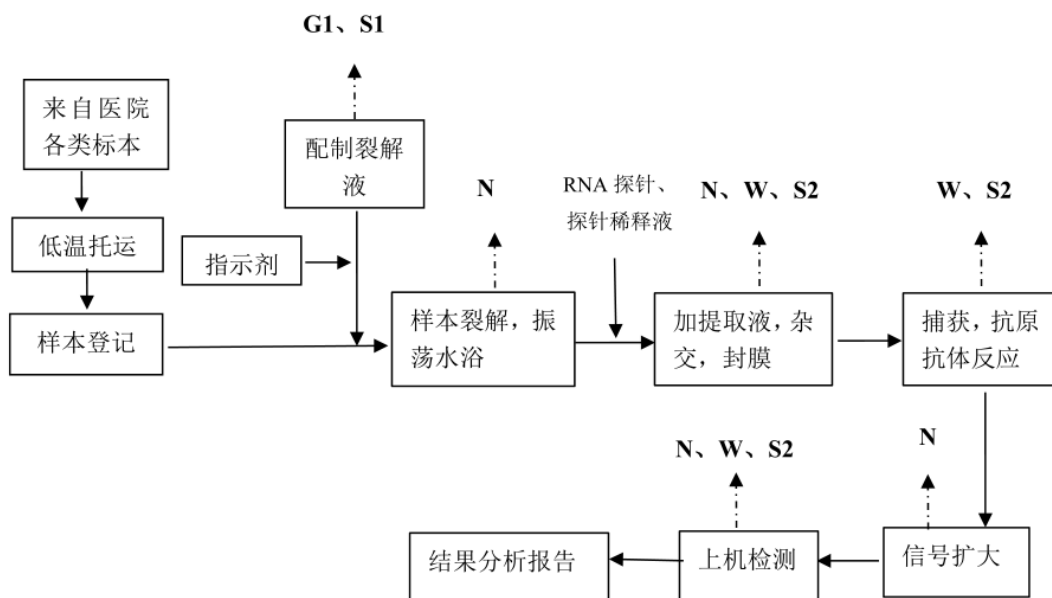 G1、S1
来自医院
各类标本
配制裂解
液
N
RNA 探针、
探针稀释液
N、W、S2
W、S2
低温托运
指示剂
样本登记
样本裂解，振
荡水浴
加提取液，杂
交，封膜
捕获，抗原
抗体反应
N、W、S2
N
结果分析报告
上机检测
信号扩大